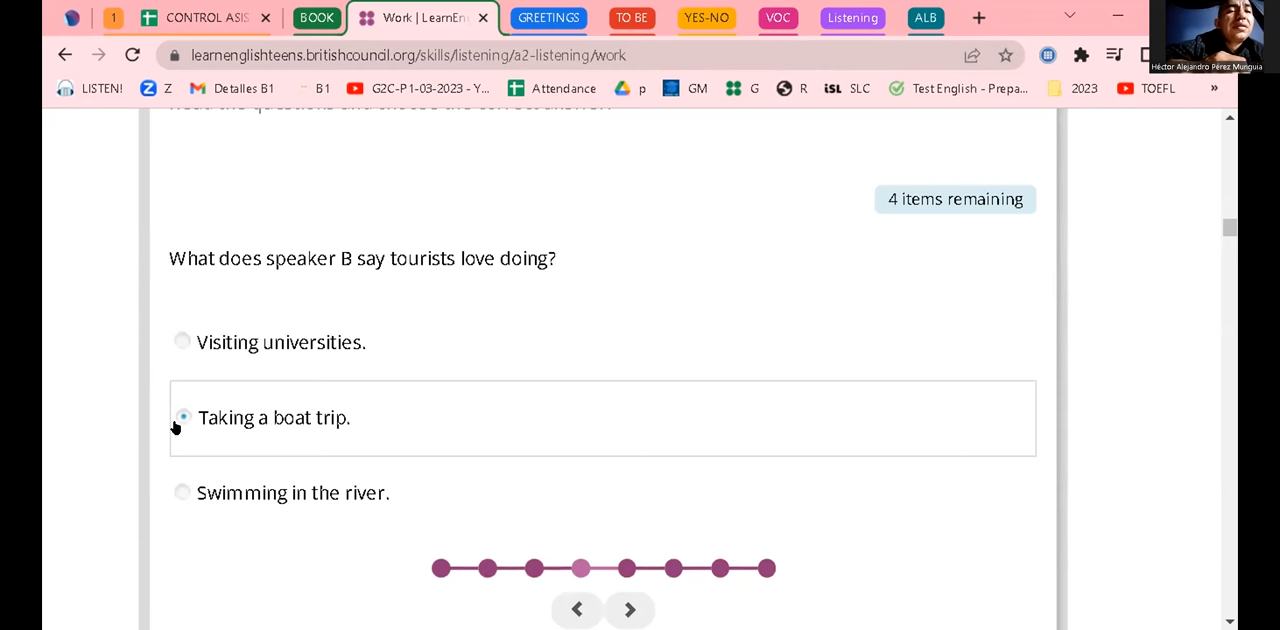 1
CONTROL ASIS
BOOK
Work | LearnEn
GREETINGS
TO BE
YES-NO
VOC
Listening
ALB
learnenglishteens.britishcouncil.org/skills/listening/a2-listening/work
Héctor Alejandro Pérez Munguia
LISTEN!
Z
Detalles B1
B1
G2C-P1-03-2023 - Y...
Attendance
p
GM
G
R
iSL SLC
Test English - Prepa...
2023
TOEFL
»
4 items remaining
What does speaker B say tourists love doing?
Visiting universities.
Taking a boat trip.
Swimming in the river.